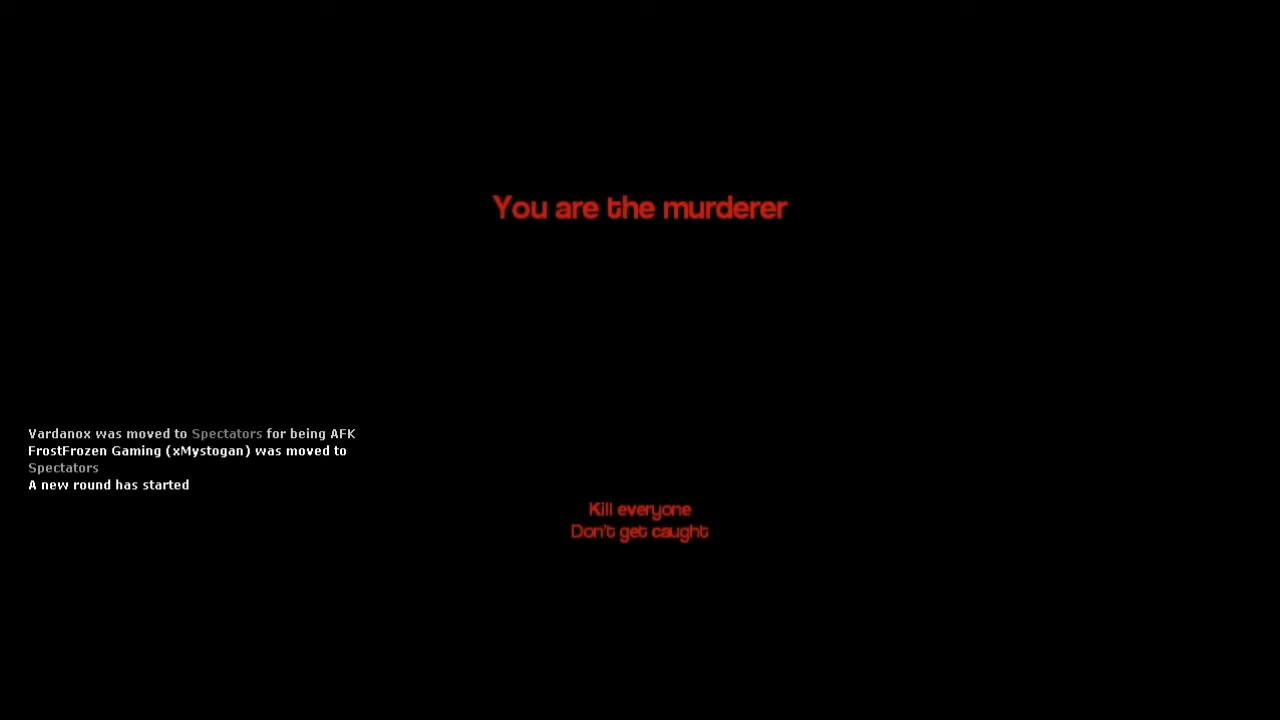 You are the murderer
Vardanox was moved to Spectators for being AFK
FrostFrozen Gaming (xMystogan) was moved to
Spectators
A new round has started
Kill everyone
Don't get caught